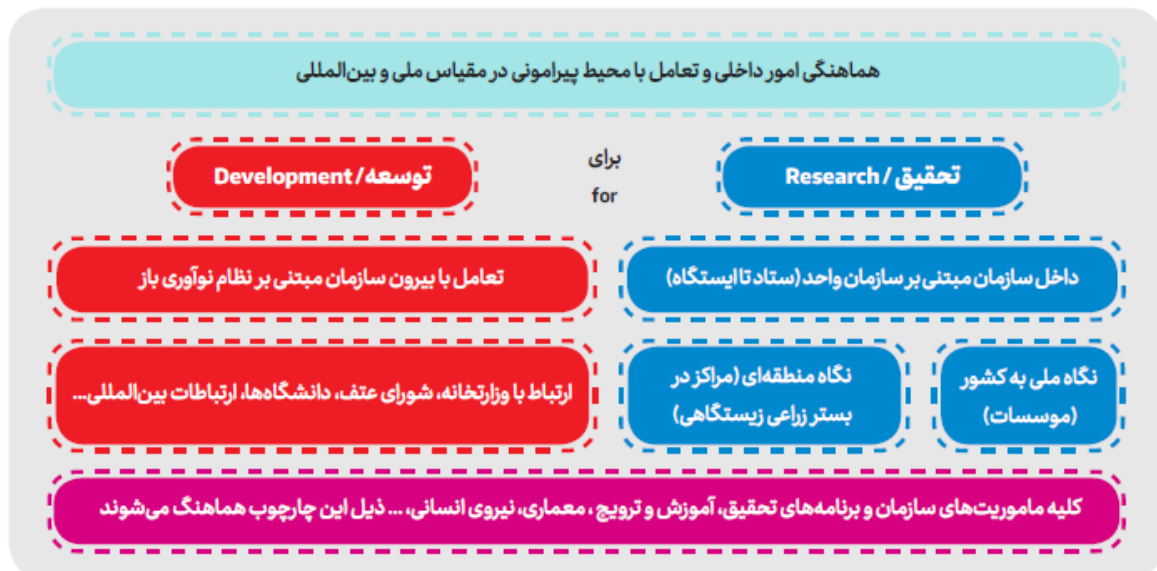 هماهنگی امور داخلی و تعامل با محیط پیرامونی در مقیاس ملی و بین‌المللی
تحقیق / Research
برای
for
توسعه/ Development
داخل سازمان مبتنی بر سازمان واحد (ستاد تا ایستگاه)
تعامل با بیرون سازمان مبتنی بر نظام نوآوری باز
نگاه ملی به کشور
(موسسات)
نگاه منطقه‌ای (مراکز در
بستر زراعی زیستگاهی)
ارتباط با وزارتخانه، شورای عتف، دانشگاه‌ها، ارتباطات بین‌المللی...
کلیه ماموریت‌های سازمان و برنامه‌های تحقیق، آموزش و ترویج ، معماری، نیروی انسانی، ... ذیل این چارچوب هماهنگ می‌شوند